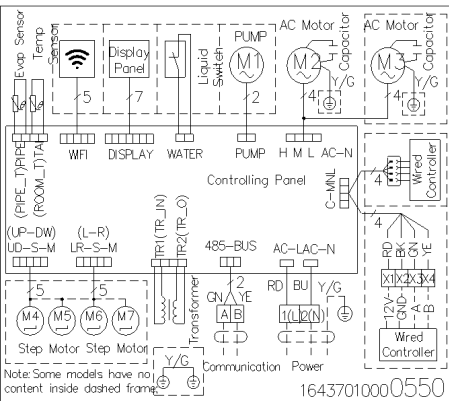 Evap Sensor
Temp Sensor
Display Panel
Liquid Switch
PUMP
M1
AC Motor
M2
Capacitor
Y/G
AC Motor
M3
Capacitor
Y/G
5
7
2
4
4
(PIPE_T)PIPE
(ROOM_T)TA
WIFI
DISPLAY
WATER
PUMP
H M L AC-N
Controlling Panel
C-MNL
4
Wired Controller
4
(UP-DW)
UD-S-M
(L-R)
LR-S-M
TR1(TR_IN)
TR2(TR_O)
485-BUS
AC-L
AC-N
5
5
Transformer
2
GN
YE
RD
BU
Y/G
A B
1(L)
2(N)
RD
BK
GN
YE
X1 X2 X3 X4
12V
GND
A
B
Wired Controller
M4 M5 M6 M7
Step Motor Step Motor
Y/G
Communication
Power
Note: Some models have no
content inside dashed frame
16437010000550